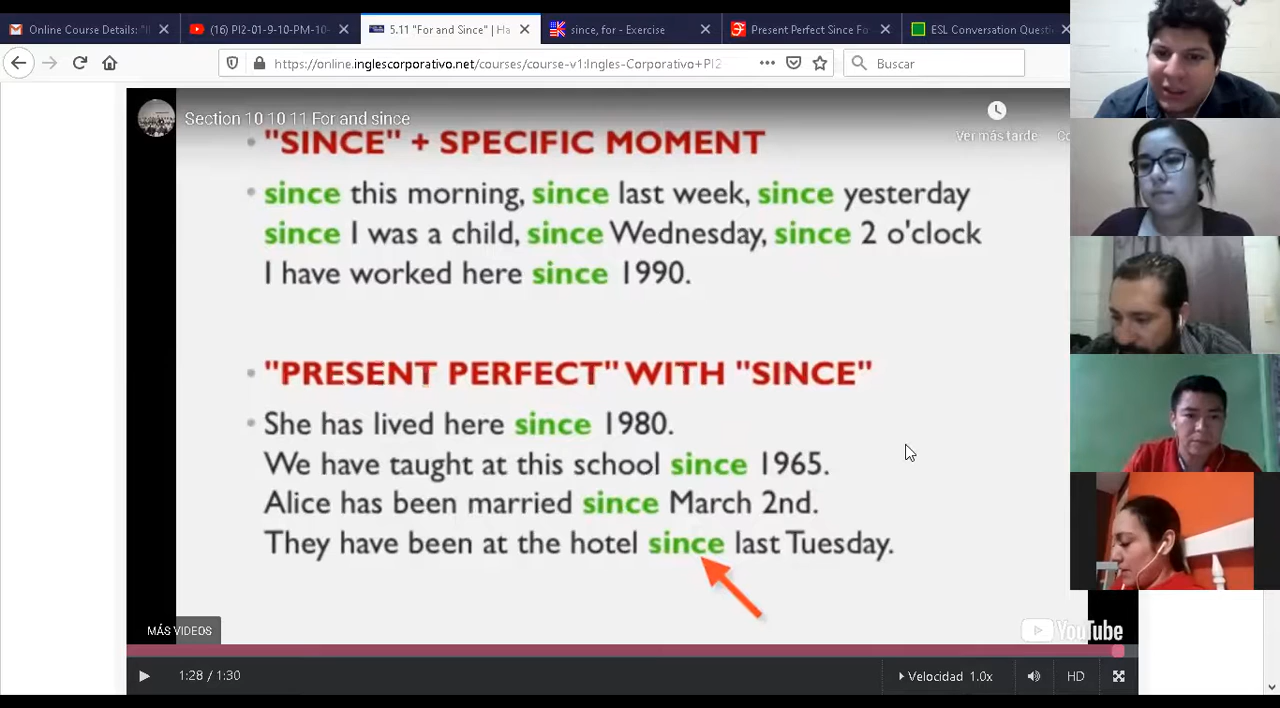 Online Course Details: "I
(16) PI2-01-9-10-PM-10-
5.11 "For and Since" | Ha
since, for - Exercise
Present Perfect Since Fo
ESL Conversation Questi
https://online.inglescorporativo.net/courses/course-v1:Ingles-Corporativo+PI2
Buscar
Section 10 10 11 For and since
Ver más tarde
Co
• "SINCE" + SPECIFIC MOMENT
• since this morning, since last week, since yesterday
since I was a child, since Wednesday, since 2 o'clock
I have worked here since 1990.
• "PRESENT PERFECT" WITH "SINCE"
• She has lived here since 1980.
We have taught at this school since 1965.
Alice has been married since March 2nd.
They have been at the hotel since last Tuesday.
MÁS VIDEOS
YouTube
1:28 / 1:30
Velocidad 1.0x
HD